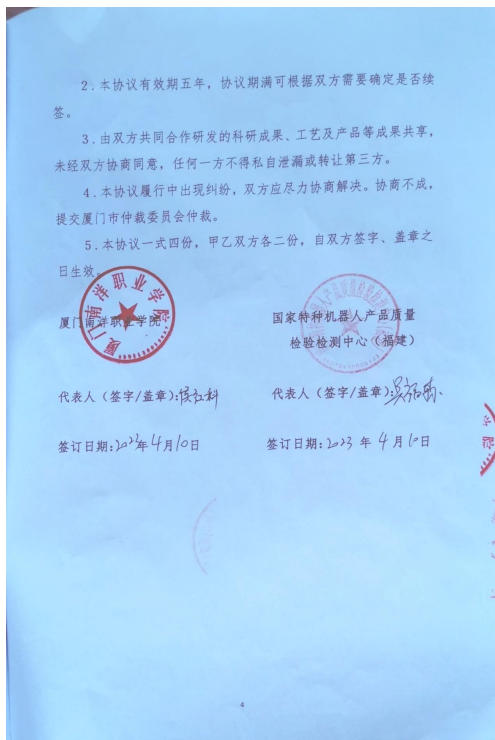 2.本协议有效期五年，协议期满可根据双方需要确定是否续
签。
3.由双方共同合作研发的科研成果、工艺及产品等成果共享，
未经双方协商同意，任何一方不得私自泄漏或转让第三方。
4.本协议履行中出现纠纷，双方应尽力协商解决。协商不成，
提交厦门市仲裁委员会仲裁。
5.本协议一式四份，甲乙双方各二份，自双方签字、盖章之
日生效。
厦门南洋职业学院
厦门南洋职业学院
国家特种机器人产品质量
检验检测中心（福建）
代表人（签字/盖章）:
代表人（签字/盖章）:
签订日期:2023年4月10日
签订日期:2023年4月10日
4